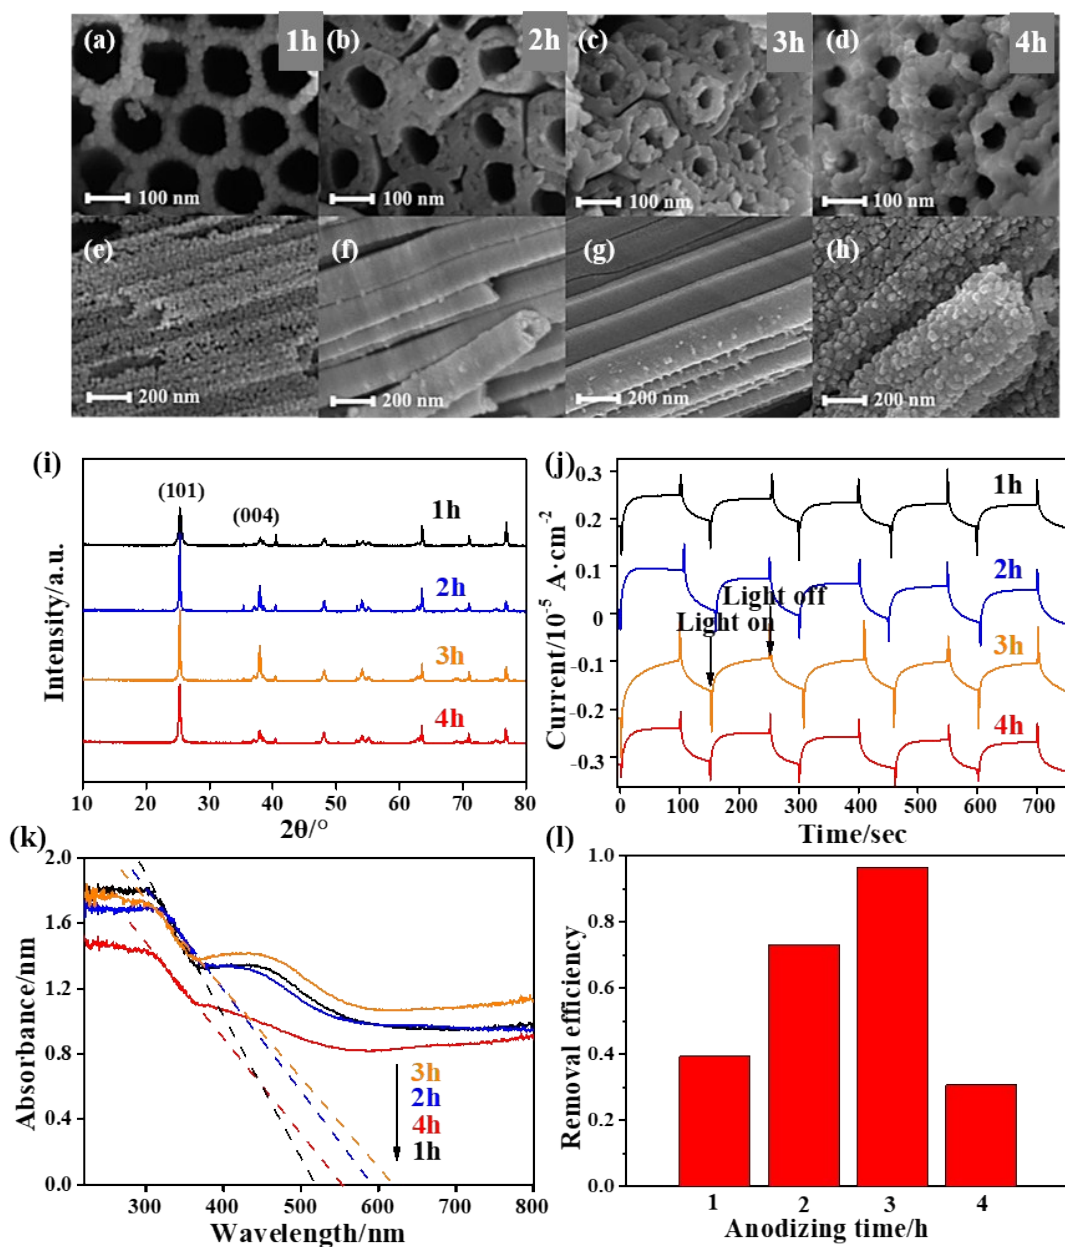 (a) 1h (b) 2h (c) 3h (d) 4h
100 nm 100 nm 100 nm 100 nm
(e) (f) (g) (h)
200 nm 200 nm 200 nm 200 nm
(i)
(101)
(004)
1h
2h
3h
4h
Intensity/a.u.
10 20 30 40 50 60 70 80
2θ/°
(j)
0.3
0.2
0.1
0
-0.1
-0.2
-0.3
Current/10⁻⁵ A·cm⁻²
1h
2h
Light off
Light on
3h
4h
0 100 200 300 400 500 600 700
Time/sec
(k)
2.0
1.6
1.2
0.8
0.4
0.0
Absorbance/nm
3h
2h
4h
1h
300 400 500 600 700 800
Wavelength/nm
(l)
1.0
0.8
0.6
0.4
0.2
0.0
Removal efficiency
1 2 3 4
Anodizing time/h